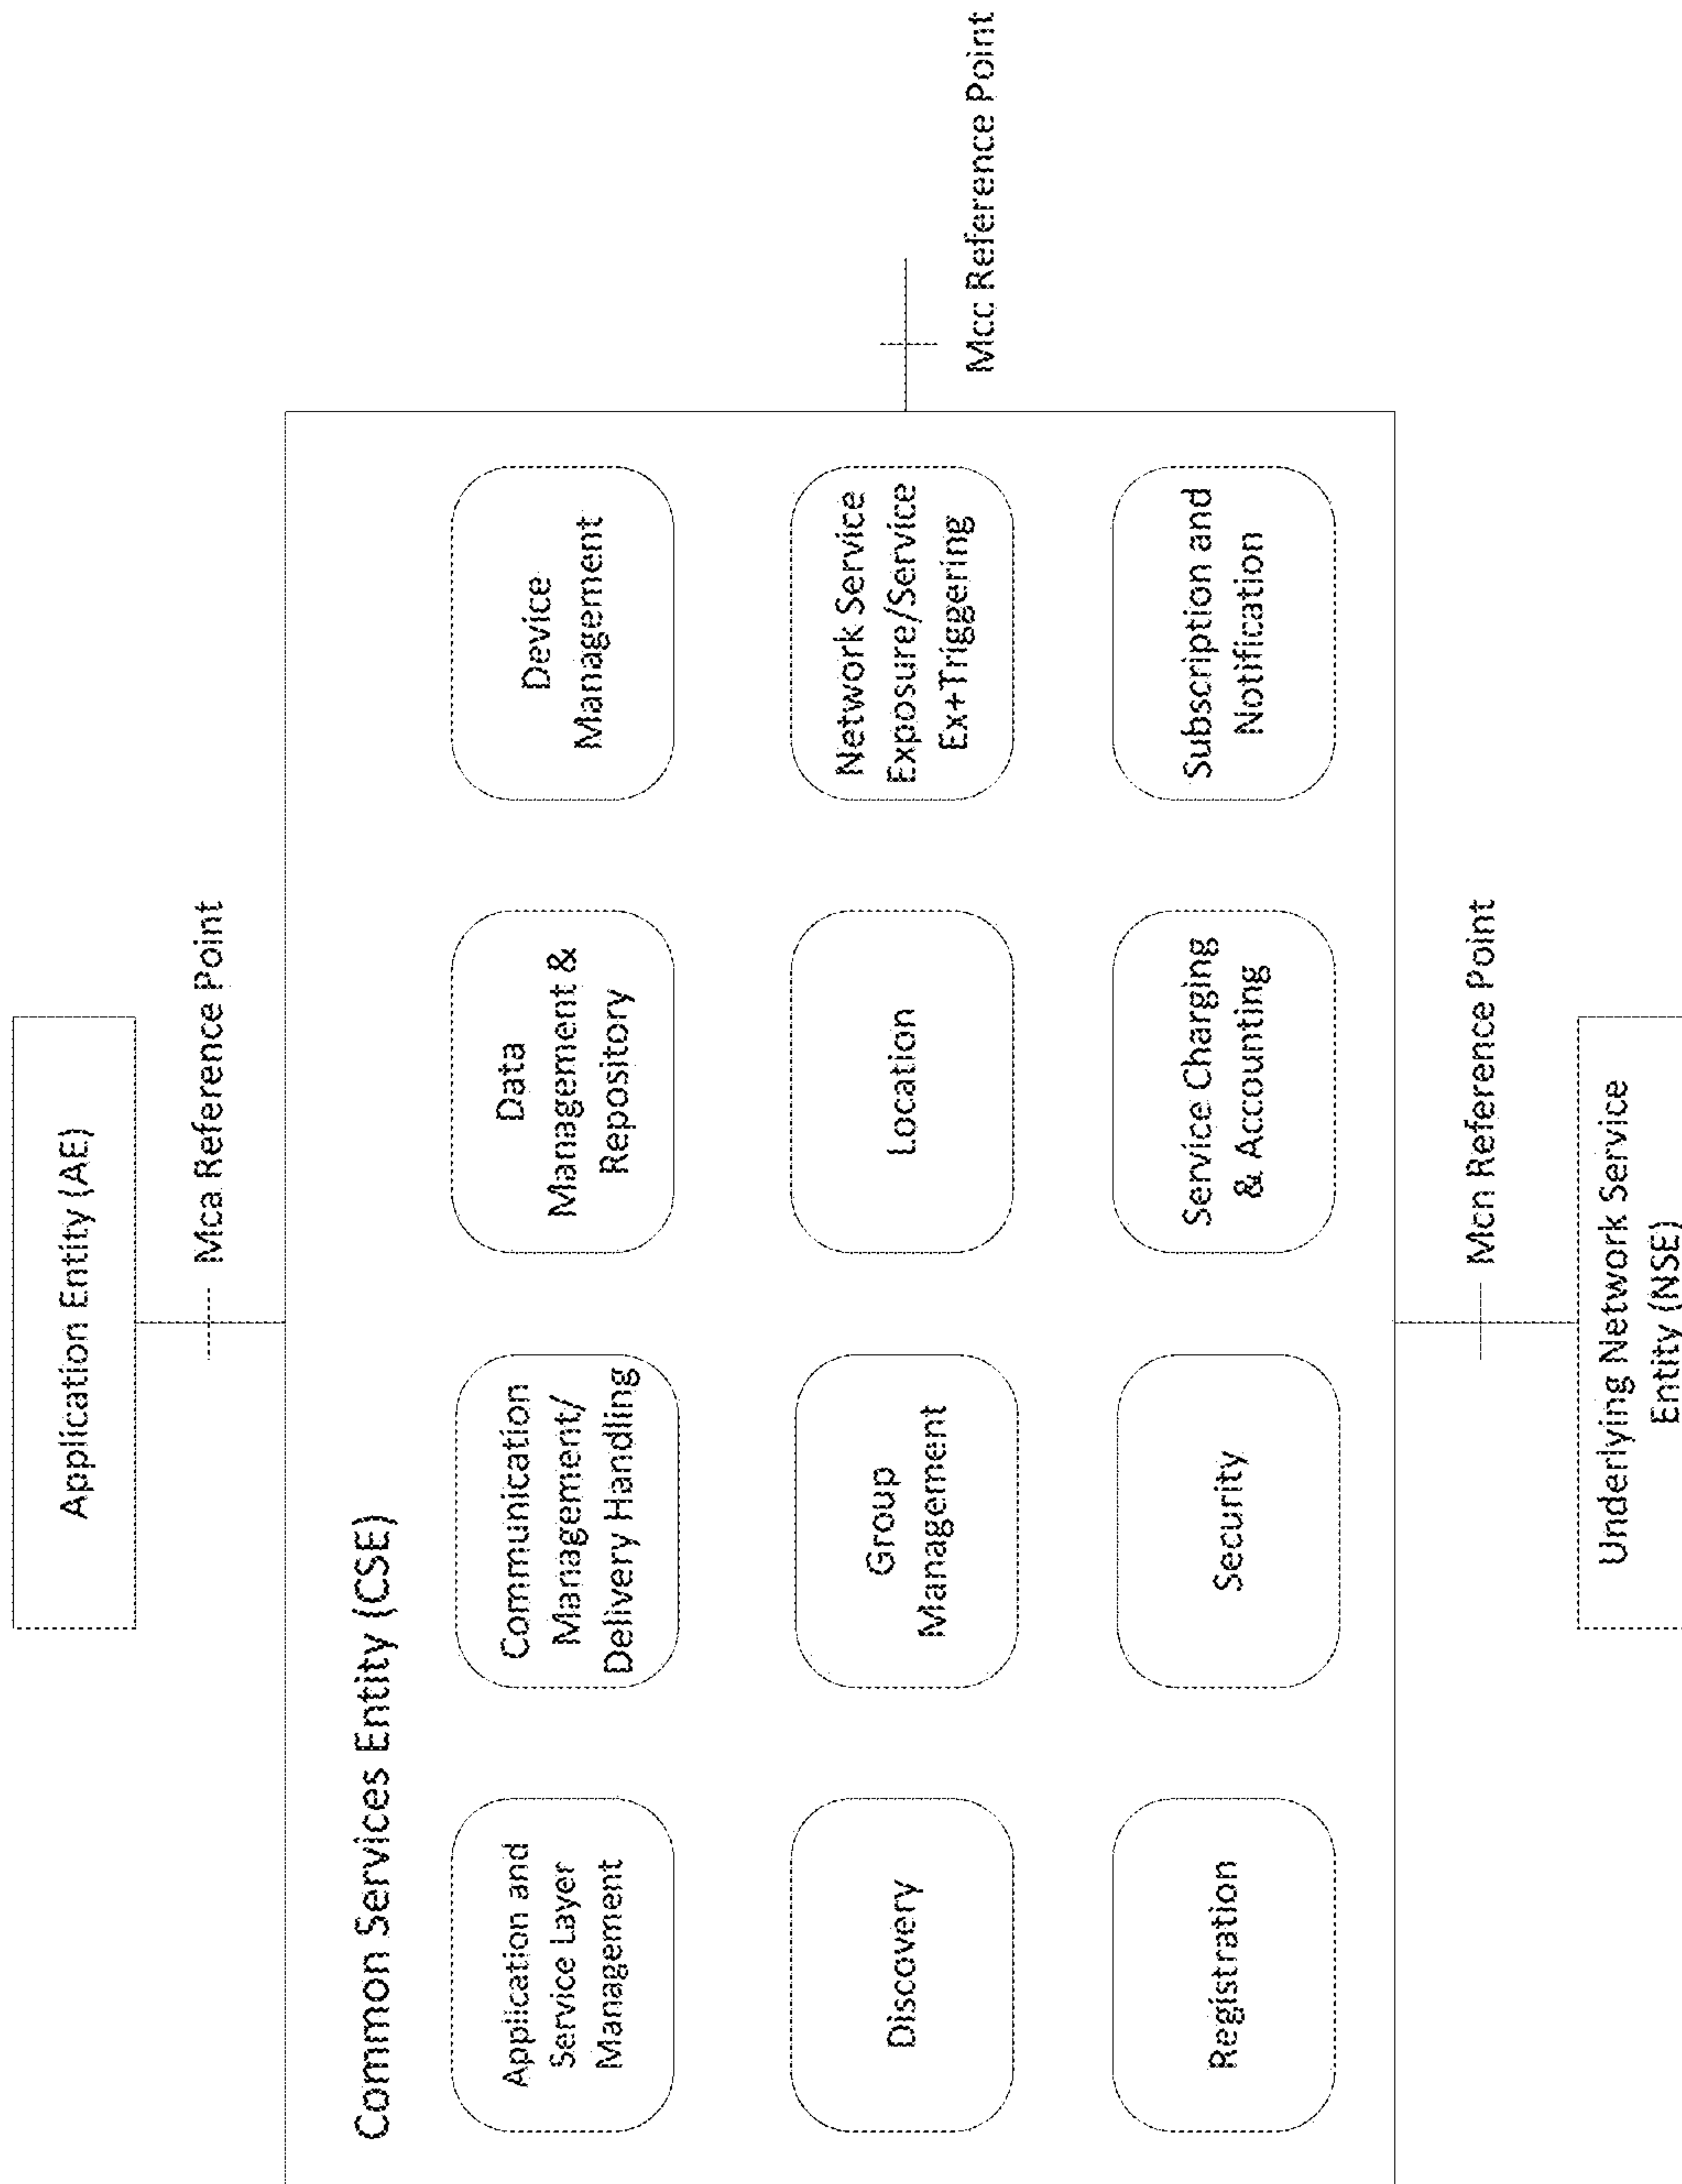 Application Entity (AE)
Mca Reference Point
Common Services Entity (CSE)
Application and
Service Layer
Management
Communication
Management/
Delivery Handling
Data
Management &
Repository
Device
Management
Discovery
Group
Management
Location
Network Service
Exposure/Service
Ex+Triggering
Registration
Security
Service Charging
& Accounting
Subscription and
Notification
Mcc Reference Point
Mcn Reference Point
Underlying Network Service
Entity (NSE)